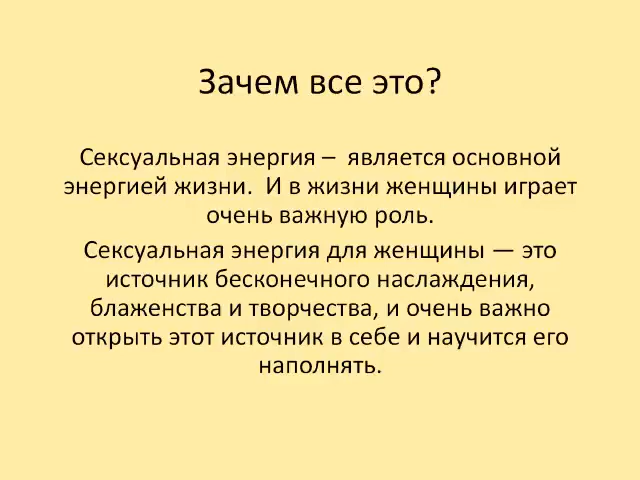 Зачем все это?
Сексуальная энергия –  является основной
энергией жизни.  И в жизни женщины играет
очень важную роль.
Сексуальная энергия для женщины — это
источник бесконечного наслаждения,
блаженства и творчества, и очень важно
открыть этот источник в себе и научится его
наполнять.